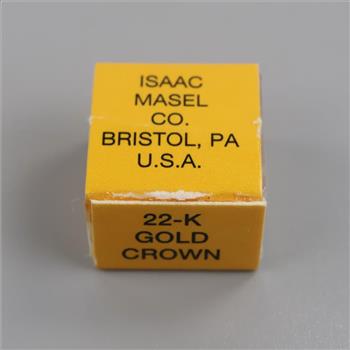 ISAAC
MASEL
CO.
BRISTOL, PA
U.S.A.
22-K
GOLD
CROWN